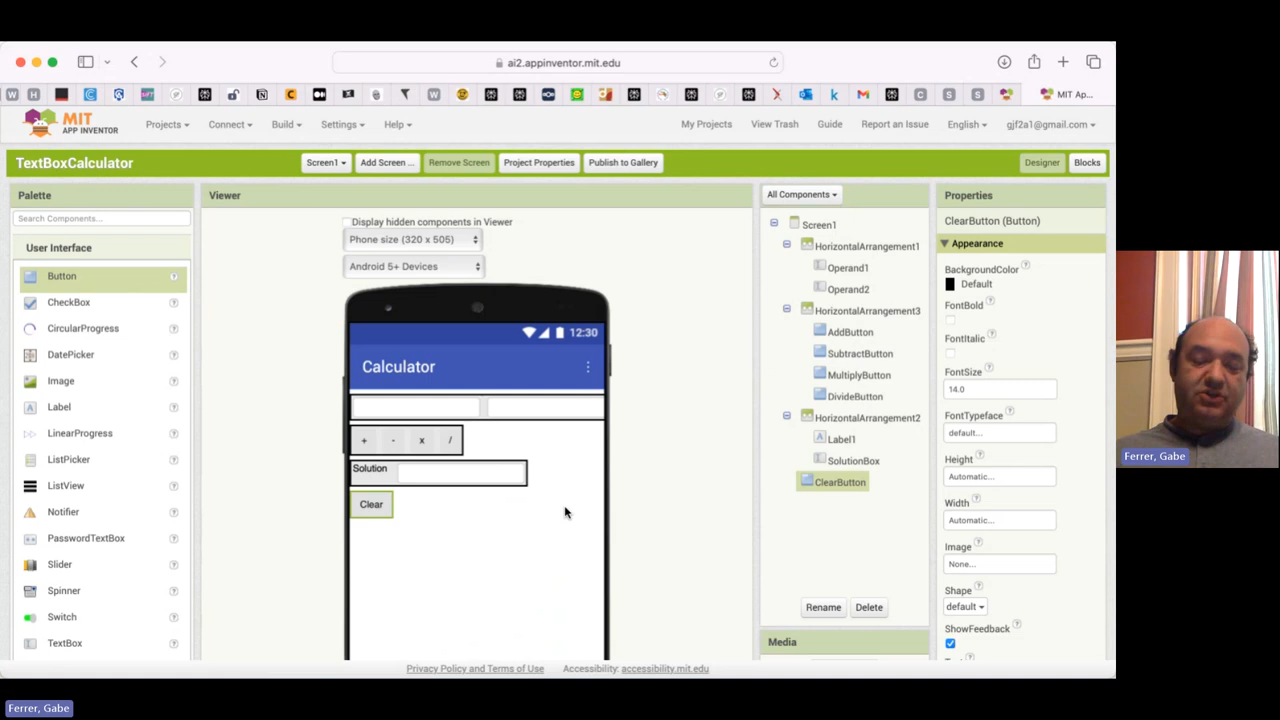 ai2.appinventor.mit.edu
MIT Ap...
MIT
APP INVENTOR
Projects
Connect
Build
Settings
Help
My Projects
View Trash
Guide
Report an Issue
English
gjf2a1@gmail.com
TextBoxCalculator
Screen1
Add Screen ...
Remove Screen
Project Properties
Publish to Gallery
Designer
Blocks
Palette
Search Components...
User Interface
Button
CheckBox
CircularProgress
DatePicker
Image
Label
LinearProgress
ListPicker
ListView
Notifier
PasswordTextBox
Slider
Spinner
Switch
TextBox
Viewer
Display hidden components in Viewer
Phone size (320 x 505)
Android 5+ Devices
12:30
Calculator
+ - x /
Solution
Clear
All Components
Screen1
HorizontalArrangement1
Operand1
Operand2
HorizontalArrangement3
AddButton
SubtractButton
MultiplyButton
DivideButton
HorizontalArrangement2
Label1
SolutionBox
ClearButton
Rename
Delete
Media
Properties
ClearButton (Button)
Appearance
BackgroundColor
Default
FontBold
FontItalic
FontSize
14.0
FontTypeface
default...
Height
Automatic...
Width
Automatic...
Image
None...
Shape
default
ShowFeedback
Privacy Policy and Terms of Use
Accessibility: accessibility.mit.edu
Ferrer, Gabe
Ferrer, Gabe